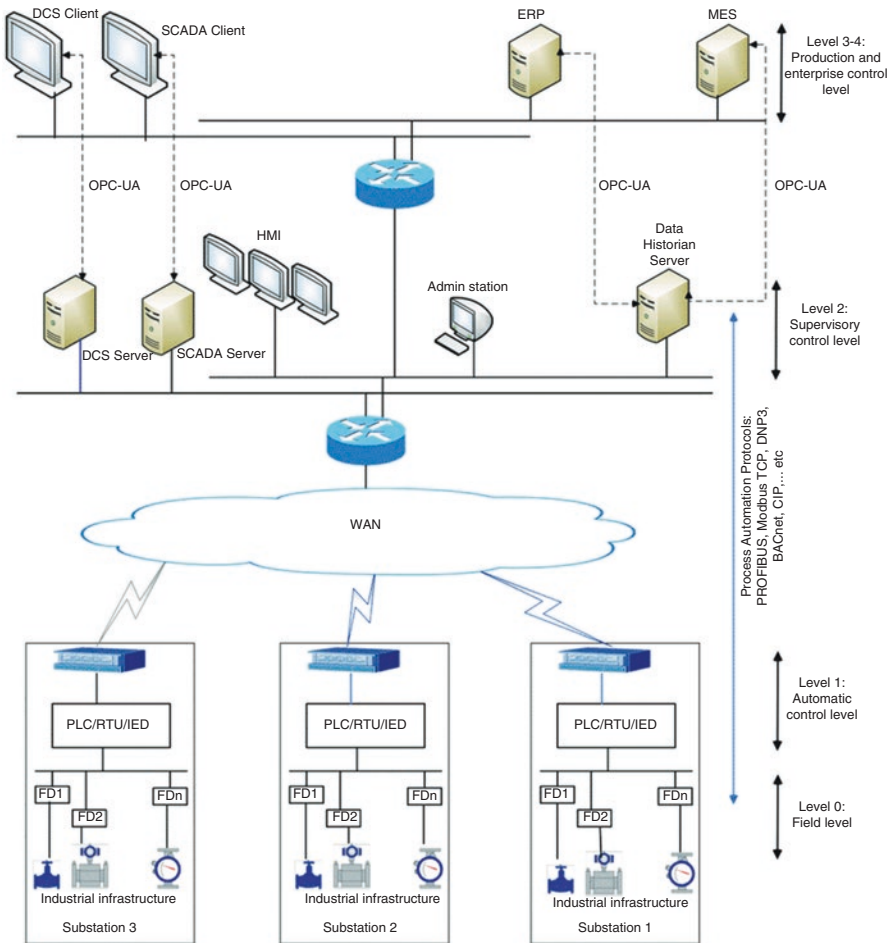 DCS Client
SCADA Client
ERP
MES
Level 3-4:
Production and
enterprise control
level
OPC-UA
OPC-UA
OPC-UA
OPC-UA
HMI
Data
Historian
Server
Admin station
DCS Server
SCADA Server
Level 2:
Supervisory
control level
WAN
Process Automation Protocols:
PROFIBUS, Modbus TCP, DNP3,
BACnet, CIP,... etc
PLC/RTU/IED
PLC/RTU/IED
PLC/RTU/IED
Level 1:
Automatic
control level
FD1
FD2
FDn
FD1
FD2
FDn
FD1
FD2
FDn
Level 0:
Field level
Industrial infrastructure
Industrial infrastructure
Industrial infrastructure
Substation 3
Substation 2
Substation 1